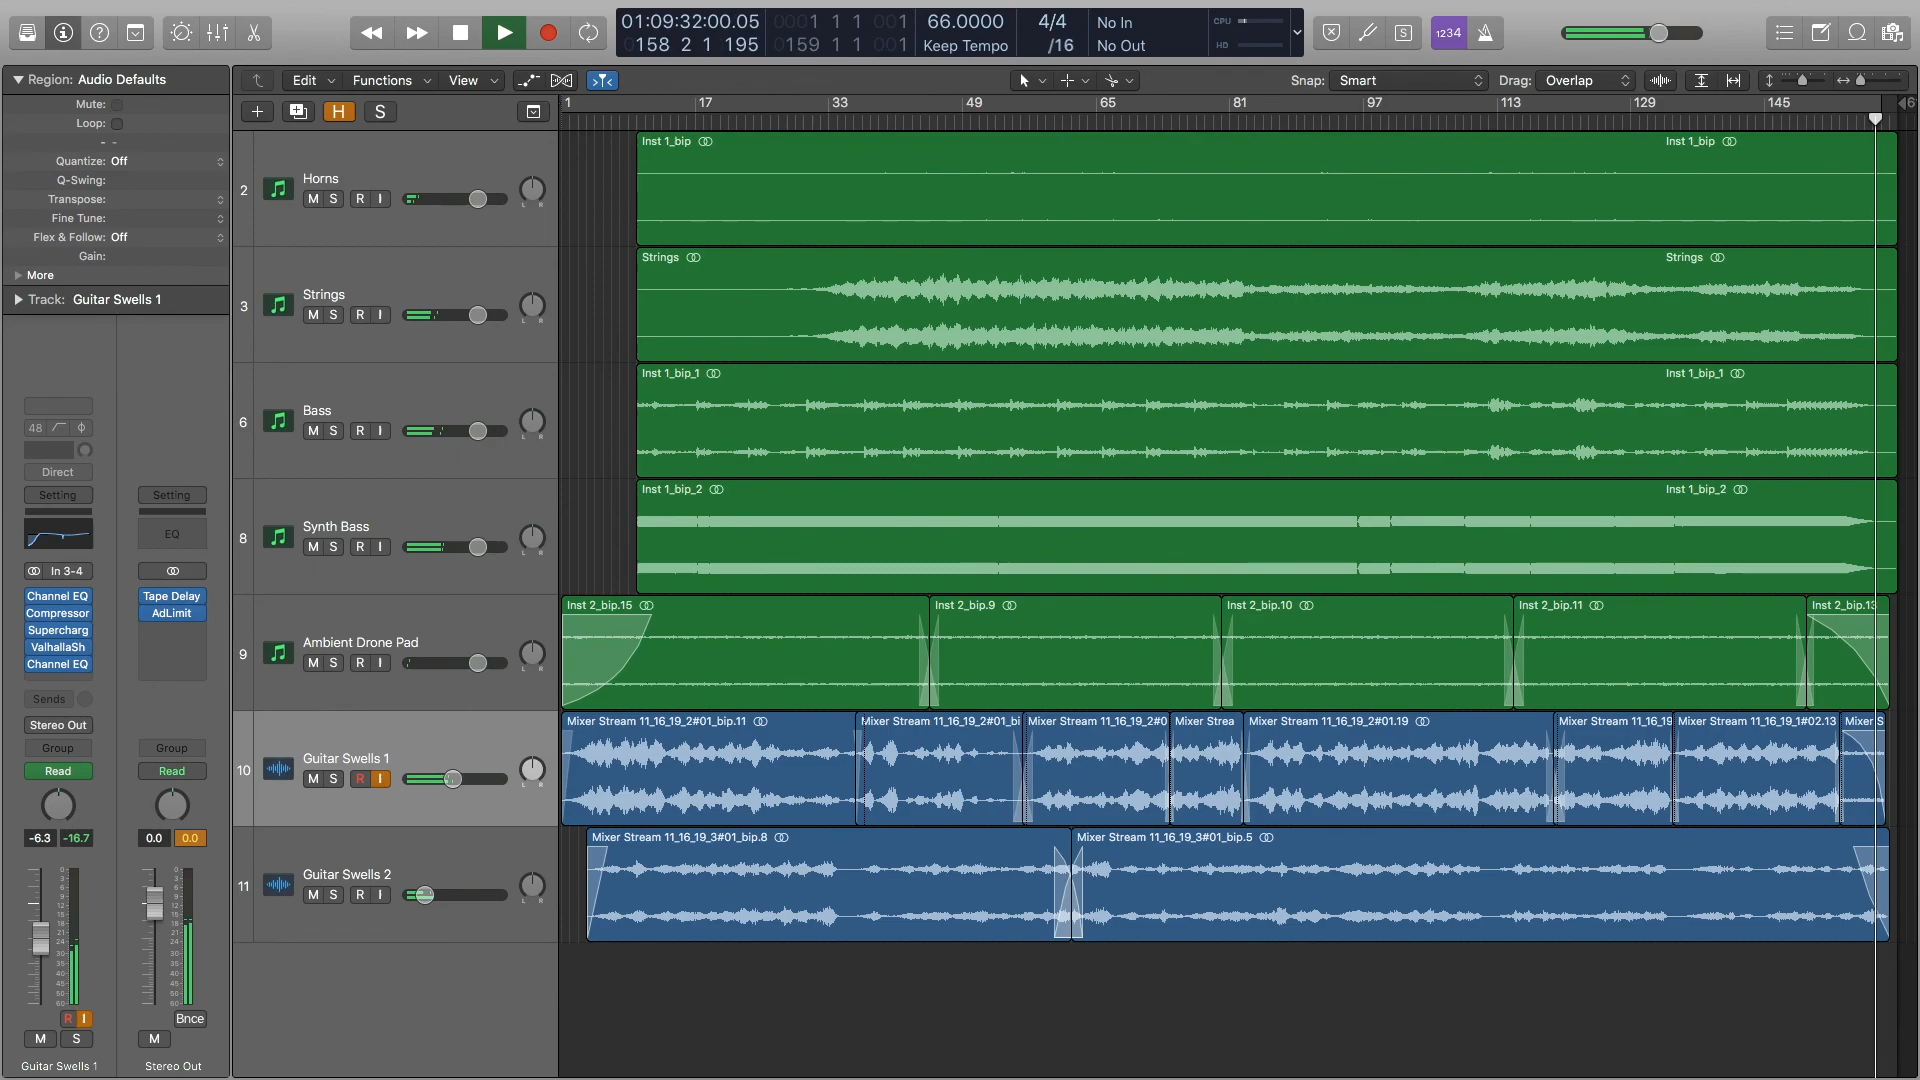 01:09:32:00.05
0001 1 1 001
66.0000
4/4
No In
CPU
1234
0158 2 1 195
0159 1 1 001
Keep Tempo
/16
No Out
HD
Region: Audio Defaults
Edit
Functions
View
Snap: Smart
Drag: Overlap
Mute:
Loop:
Quantize: Off
Q-Swing:
Transpose:
Fine Tune:
Flex & Follow: Off
Gain:
More
Track: Guitar Swells 1
H
S
1
17
33
49
65
81
97
113
129
145
2
Horns
M S R I
L R
Inst 1_bip
Inst 1_bip
3
Strings
M S R I
L R
Strings
Strings
6
Bass
M S R I
L R
Inst 1_bip_1
Inst 1_bip_1
8
Synth Bass
M S R I
L R
Inst 1_bip_2
Inst 1_bip_2
9
Ambient Drone Pad
M S R I
L R
Inst 2_bip.15
Inst 2_bip.9
Inst 2_bip.10
Inst 2_bip.11
Inst 2_bip.13
10
Guitar Swells 1
M S R I
L R
Mixer Stream 11_16_19_2#01_bip.11
Mixer Stream 11_16_19_2#01_bi
Mixer Stream 11_16_19_2#0
Mixer Strea
Mixer Stream 11_16_19_2#01.19
Mixer Stream 11_16_19
Mixer Stream 11_16_19_1#02.13
Mixer S
11
Guitar Swells 2
M S R I
L R
Mixer Stream 11_16_19_3#01_bip.8
Mixer Stream 11_16_19_3#01_bip.5
48
Direct
Setting
Setting
EQ
In 3-4
Channel EQ
Compressor
Supercharg
ValhallaSh
Channel EQ
Tape Delay
AdLimit
Sends
Stereo Out
Group
Group
Read
Read
-6.3
-16.7
0.0
0.0
R I
Bnce
M S
M
Guitar Swells 1
Stereo Out